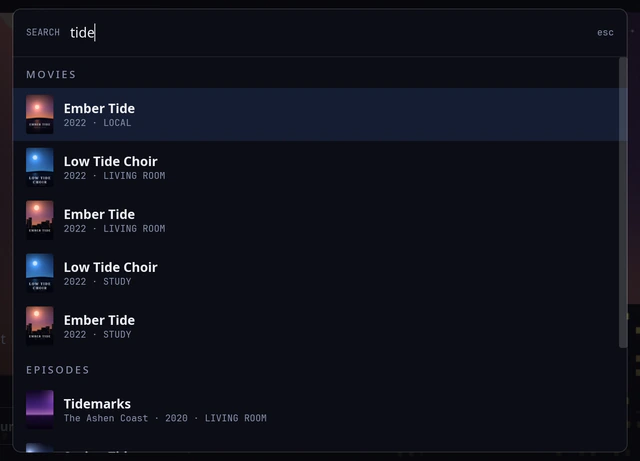 SEARCH tide esc
MOVIES
Ember Tide
2022 · LOCAL
Low Tide Choir
2022 · LIVING ROOM
Ember Tide
2022 · LIVING ROOM
Low Tide Choir
2022 · STUDY
Ember Tide
2022 · STUDY
EPISODES
Tidemarks
The Ashen Coast · 2020 · LIVING ROOM